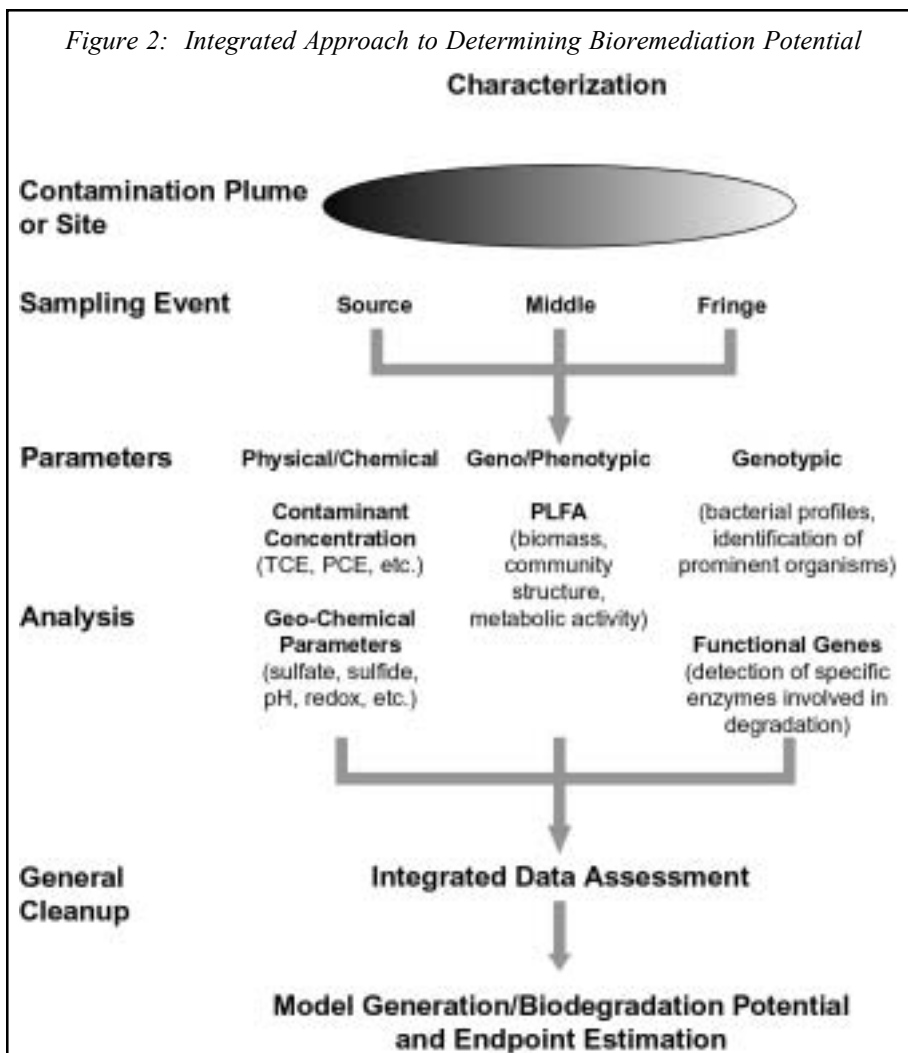 Figure 2: Integrated Approach to Determining Bioremediation Potential
Characterization
Contamination Plume
or Site
Sampling Event
Source
Middle
Fringe
Parameters
Physical/Chemical
Geno/Phenotypic
Genotypic
Contaminant
Concentration
(TCE, PCE, etc.)
PLFA
(biomass,
community
structure,
metabolic activity)
(bacterial profiles,
identification of
prominent organisms)
Analysis
Geo-Chemical
Parameters
(sulfate, sulfide,
pH, redox, etc.)
Functional Genes
(detection of specific
enzymes involved in
degradation)
General
Cleanup
Integrated Data Assessment
Model Generation/Biodegradation Potential
and Endpoint Estimation